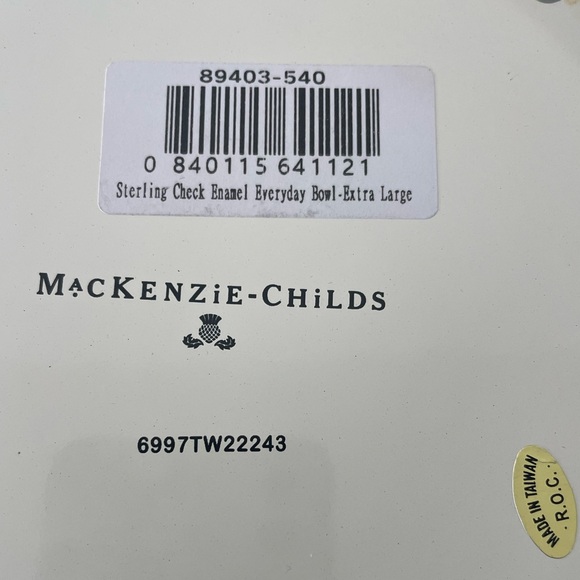 89403-540
0 840115 641121
Sterling Check Enamel Everyday Bowl-Extra Large
MACKENZiE-CHiLDS
6997TW22243
MADE IN TAIWAN
R.O.C.